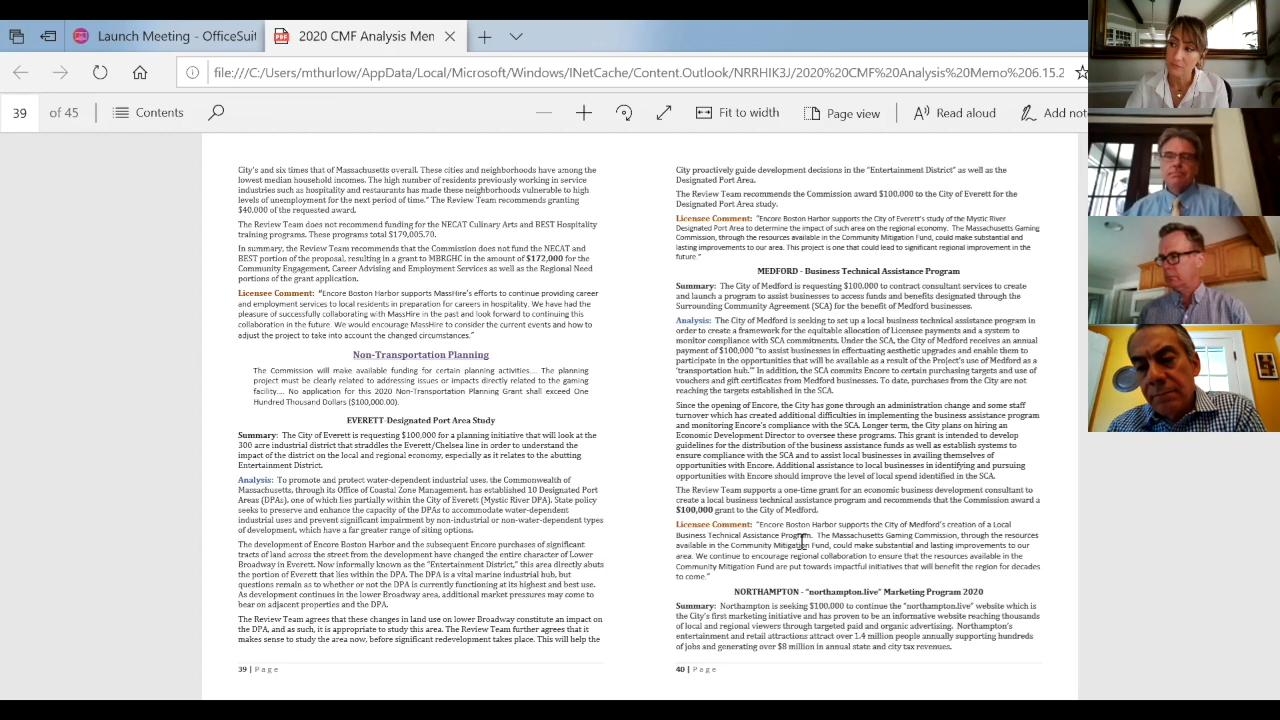 Launch Meeting - OfficeSuit
2020 CMF Analysis Men
file:///C:/Users/mthurlow/AppData/Local/Microsoft/Windows/INetCache/Content.Outlook/NRRHIK3J/2020%20CMF%20Analysis%20Memo%206.15.2
39 of 45
Contents
Fit to width
Page view
Read aloud
Add note
City's and six times that of Massachusetts overall. These cities and neighborhoods have among the
lowest median household incomes. The high number of residents previously working in service
industries such as hospitality and restaurants has made these neighborhoods vulnerable to high
levels of unemployment for the next period of time." The Review Team recommends granting
$40,000 of the requested award.
The Review Team does not recommend funding for the NECAT Culinary Arts and BEST Hospitality
training programs. These programs total $179,005.70.
In summary, the Review Team recommends that the Commission does not fund the NECAT and
BEST portion of the proposal, resulting in a grant to MBRGHC in the amount of $172,000 for the
Community Engagement, Career Advising and Employment Services as well as the Regional Need
portions of the grant application.
Licensee Comment: "Encore Boston Harbor supports MassHire's efforts to continue providing career
and employment services to local residents in preparation for careers in hospitality. We have had the
pleasure of successfully collaborating with MassHire in the past and look forward to continuing this
collaboration in the future. We would encourage MassHire to consider the current events and how to
adjust the project to take into account the changed circumstances."
Non-Transportation Planning
The Commission will make available funding for certain planning activities.... The planning
project must be clearly related to addressing issues or impacts directly related to the gaming
facility.... No application for this 2020 Non-Transportation Planning Grant shall exceed One
Hundred Thousand Dollars ($100,000.00).
EVERETT-Designated Port Area Study
Summary: The City of Everett is requesting $100,000 for a planning initiative that will look at the
300 acre industrial district that straddles the Everett/Chelsea line in order to understand the
impact of the district on the local and regional economy, especially as it relates to the abutting
Entertainment District.
Analysis: To promote and protect water-dependent industrial uses, the Commonwealth of
Massachusetts, through its Office of Coastal Zone Management, has established 10 Designated Port
Areas (DPAs), one of which lies partially within the City of Everett (Mystic River DPA). State policy
seeks to preserve and enhance the capacity of the DPAs to accommodate water-dependent
industrial uses and prevent significant impairment by non-industrial or non-water-dependent types
of development, which have a far greater range of siting options.
The development of Encore Boston Harbor and the subsequent Encore purchases of significant
tracts of land across the street from the development have changed the entire character of Lower
Broadway in Everett. Now informally known as the "Entertainment District," this area directly abuts
the portion of Everett that lies within the DPA. The DPA is a vital marine industrial hub, but
questions remain as to whether or not the DPA is currently functioning at its highest and best use.
As development continues in the lower Broadway area, additional market pressures may come to
bear on adjacent properties and the DPA.
The Review Team agrees that these changes in land use on lower Broadway constitute an impact on
the DPA, and as such, it is appropriate to study this area. The Review Team further agrees that it
makes sense to study the area now, before significant redevelopment takes place. This will help the
39 | Page
City proactively guide development decisions in the "Entertainment District" as well as the
Designated Port Area.
The Review Team recommends the Commission award $100,000 to the City of Everett for the
Designated Port Area study.
Licensee Comment: "Encore Boston Harbor supports the City of Everett's study of the Mystic River
Designated Port Area to determine the impact of such area on the regional economy. The Massachusetts Gaming
Commission, through the resources available in the Community Mitigation Fund, could make substantial and
lasting improvements to our area. This project is one that could lead to significant regional improvement in the
future."
MEDFORD - Business Technical Assistance Program
Summary: The City of Medford is requesting $100,000 to contract consultant services to create
and launch a program to assist businesses to access funds and benefits designated through the
Surrounding Community Agreement (SCA) for the benefit of Medford businesses.
Analysis: The City of Medford is seeking to set up a local business technical assistance program in
order to create a framework for the equitable allocation of Licensee payments and a system to
monitor compliance with SCA commitments. Under the SCA, the City of Medford receives an annual
payment of $100,000 "to assist businesses in effectuating aesthetic upgrades and enable them to
participate in the opportunities that will be available as a result of the Project's use of Medford as a
'transportation hub.'" In addition, the SCA commits Encore to certain purchasing targets and use of
vouchers and gift certificates from Medford businesses. To date, purchases from the City are not
reaching the targets established in the SCA.
Since the opening of Encore, the City has gone through an administration change and some staff
turnover which has created additional difficulties in implementing the business assistance program
and monitoring Encore's compliance with the SCA. Longer term, the City plans on hiring an
Economic Development Director to oversee these programs. This grant is intended to develop
guidelines for the distribution of the business assistance funds as well as establish systems to
ensure compliance with the SCA and to assist local businesses in availing themselves of
opportunities with Encore. Additional assistance to local businesses in identifying and pursuing
opportunities with Encore should improve the level of local spend identified in the SCA.
The Review Team supports a one-time grant for an economic business development consultant to
create a local business technical assistance program and recommends that the Commission award a
$100,000 grant to the City of Medford.
Licensee Comment: "Encore Boston Harbor supports the City of Medford's creation of a Local
Business Technical Assistance Program. The Massachusetts Gaming Commission, through the resources
available in the Community Mitigation Fund, could make substantial and lasting improvements to our
area. We continue to encourage regional collaboration to ensure that the resources available in the
Community Mitigation Fund are put towards impactful initiatives that will benefit the region for decades
to come."
NORTHAMPTON - "northampton.live" Marketing Program 2020
Summary: Northampton is seeking $100,000 to continue the "northampton.live" website which is
the City's first marketing initiative and has proven to be an informative website reaching thousands
of local and regional viewers through targeted paid and organic advertising. Northampton's
entertainment and retail attractions attract over 1.4 million people annually supporting hundreds
of jobs and generating over $8 million in annual state and city tax revenues.
40 | Page